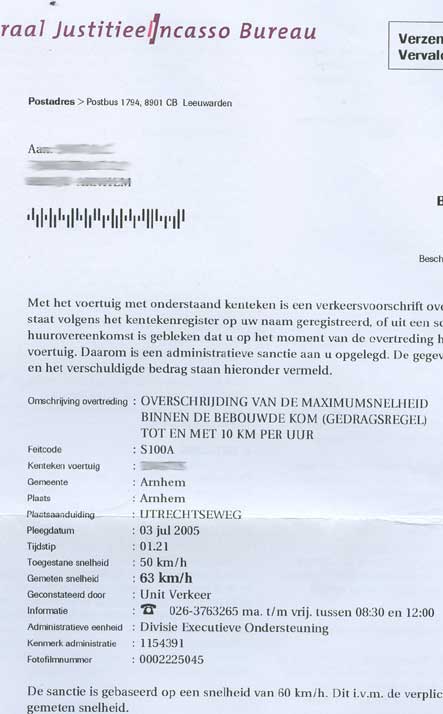 raal Justitieel Incasso Bureau
Verzen
Vervald
Postadres > Postbus 1794, 8901 CB Leeuwarden
Aan:
B
Besch
Met het voertuig met onderstaand kenteken is een verkeersvoorschrift ove
staat volgens het kentekenregister op uw naam geregistreerd, of uit een sc
huurovereenkomst is gebleken dat u op het moment van de overtreding h
voertuig. Daarom is een administratieve sanctie aan u opgelegd. De gegev
en het verschuldigde bedrag staan hieronder vermeld.
Omschrijving overtreding : OVERSCHRIJDING VAN DE MAXIMUMSNELHEID
BINNEN DE BEBOUWDE KOM (GEDRAGSREGEL)
TOT EN MET 10 KM PER UUR
Feitcode : S100A
Kenteken voertuig :
Gemeente : Arnhem
Plaats : Arnhem
Plaatsaanduiding : UTRECHTSEWEG
Pleegdatum : 03 jul 2005
Tijdstip : 01.21
Toegestane snelheid : 50 km/h
Gemeten snelheid : 63 km/h
Geconstateerd door : Unit Verkeer
Informatie : ☎ 026-3763265 ma. t/m vrij. tussen 08:30 en 12:00
Administratieve eenheid : Divisie Executieve Ondersteuning
Kenmerk administratie : 1154391
Fotofilmnummer : 0002225045
De sanctie is gebaseerd op een snelheid van 60 km/h. Dit i.v.m. de verplic
gemeten snelheid.